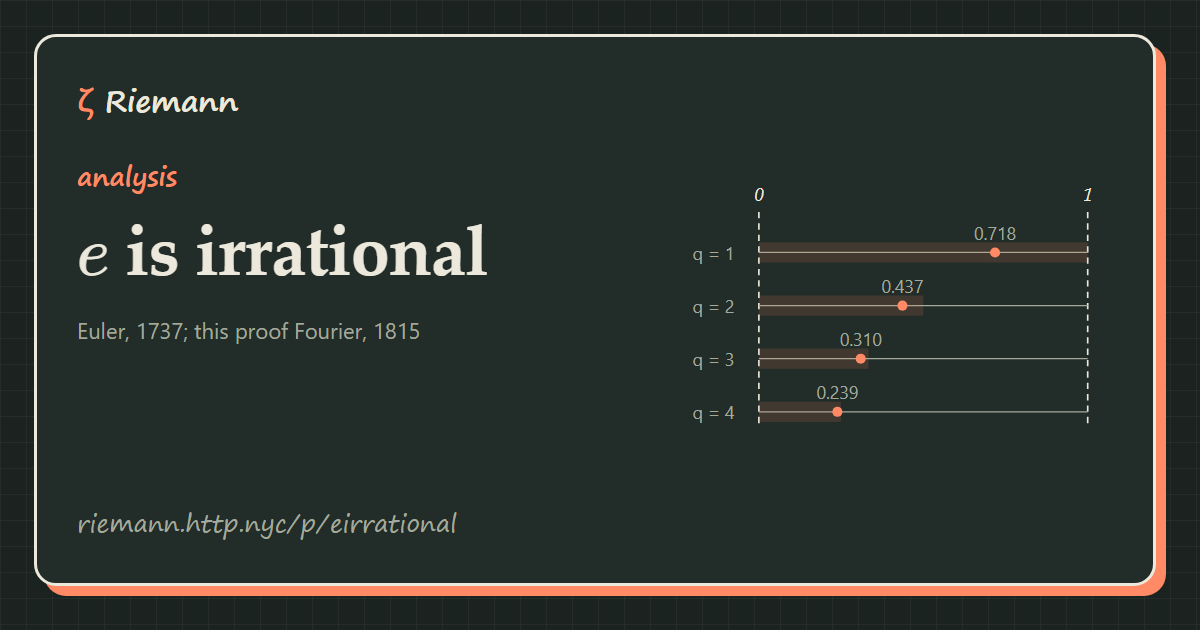 ζ Riemann
analysis
e is irrational
Euler, 1737; this proof Fourier, 1815
0 1
0.718
q = 1
0.437
q = 2
0.310
q = 3
0.239
q = 4
riemann.http.nyc/p/eirrational